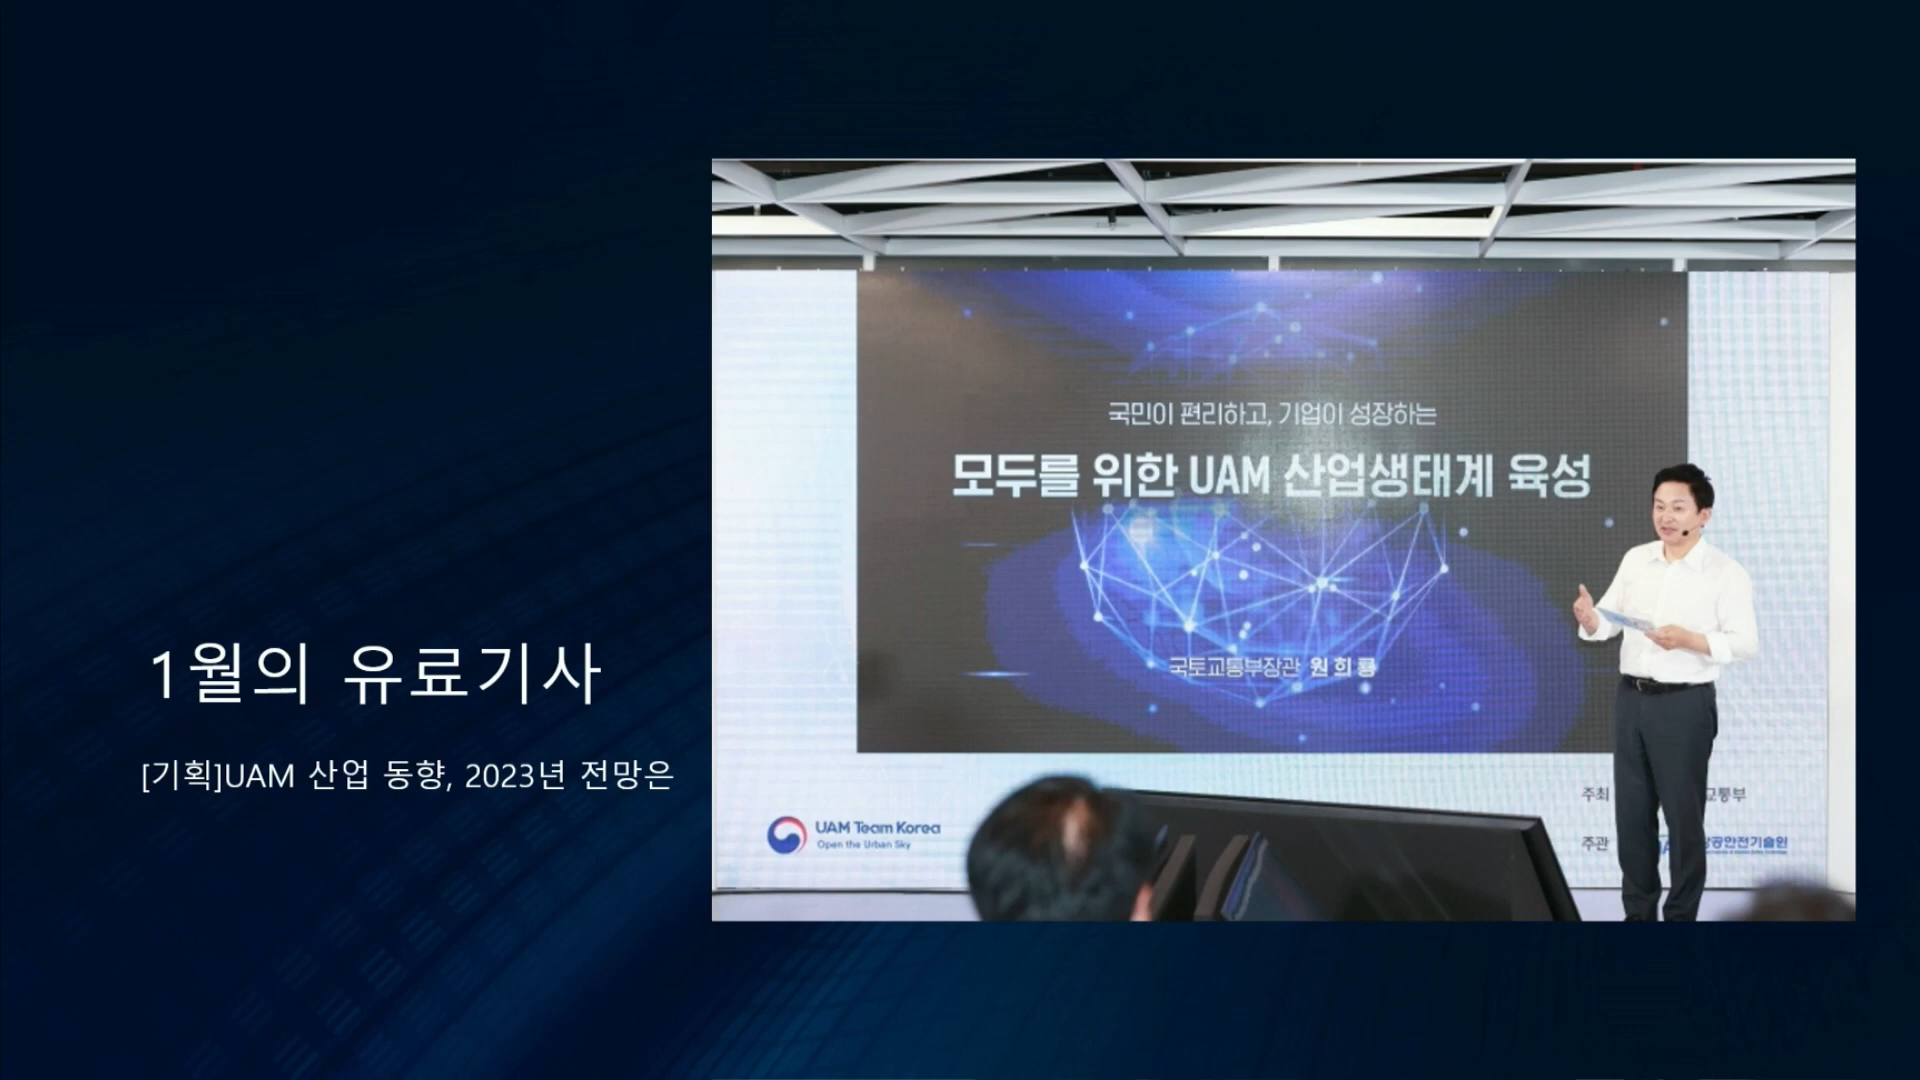 1월의 유료기사
[기획]UAM 산업 동향, 2023년 전망은
국민이 편리하고, 기업이 성장하는
모두를 위한 UAM 산업생태계 육성
국토교통부장관 원희룡
UAM Team Korea
Open the Urban Sky
주최 교통부
주관 공안전기술원